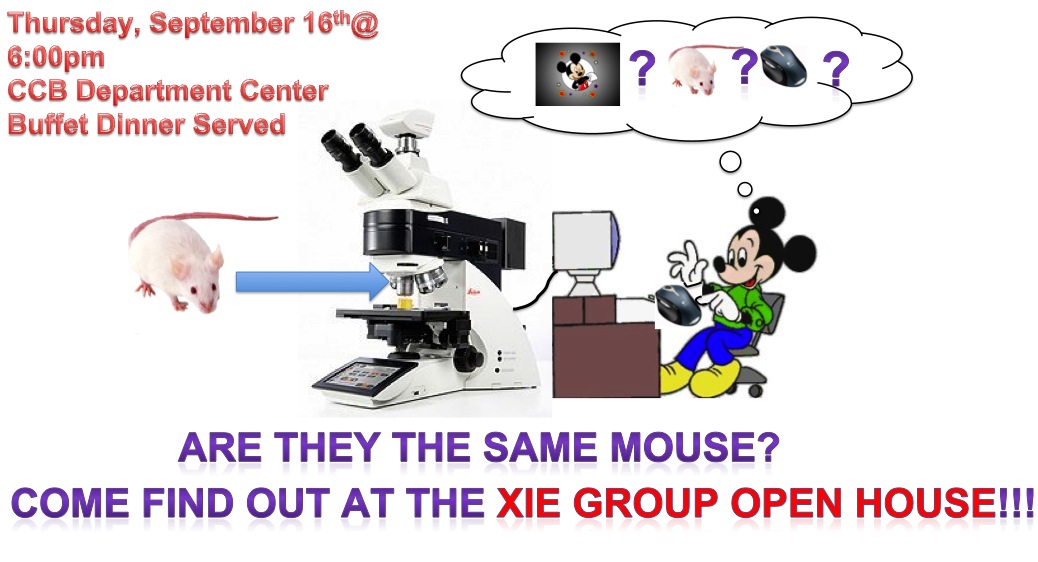 Thursday, September 16th@
6:00pm
CCB Department Center
Buffet Dinner Served
? ? ?
Leica
ARE THEY THE SAME MOUSE?
COME FIND OUT AT THE XIE GROUP OPEN HOUSE!!!